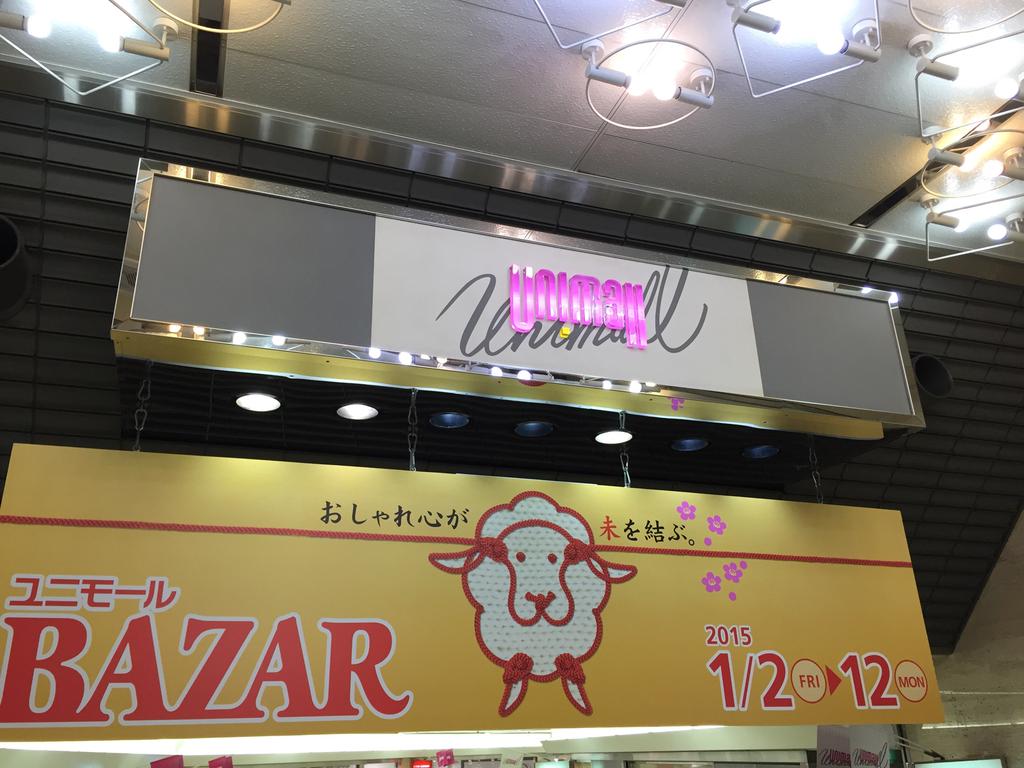 Unimall
unimall
おしゃれ心が
未を結ぶ。
ユニモール
BAZAR
2015
1/2 FRI ▶ 12 MON